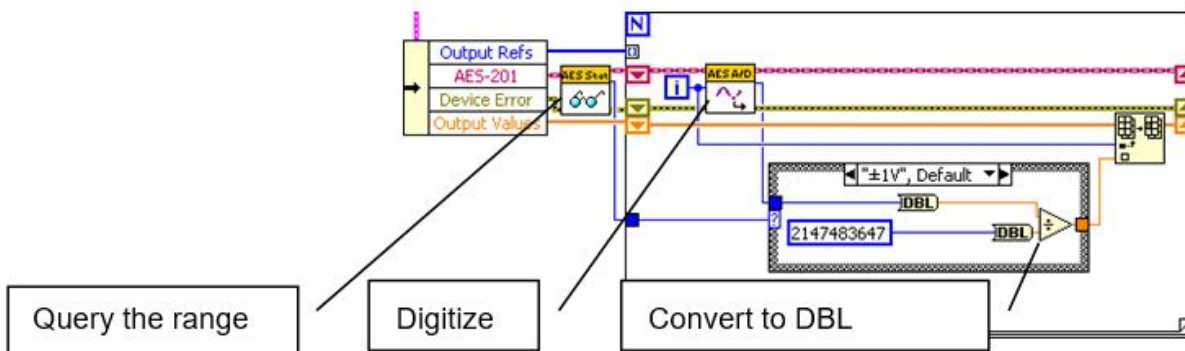 N
Output Refs
AES-201
Device Error
Output Values
AES Stat
i
AES A/D
"±1V", Default
?
DBL
2147483647
DBL
÷
Query the range
Digitize
Convert to DBL